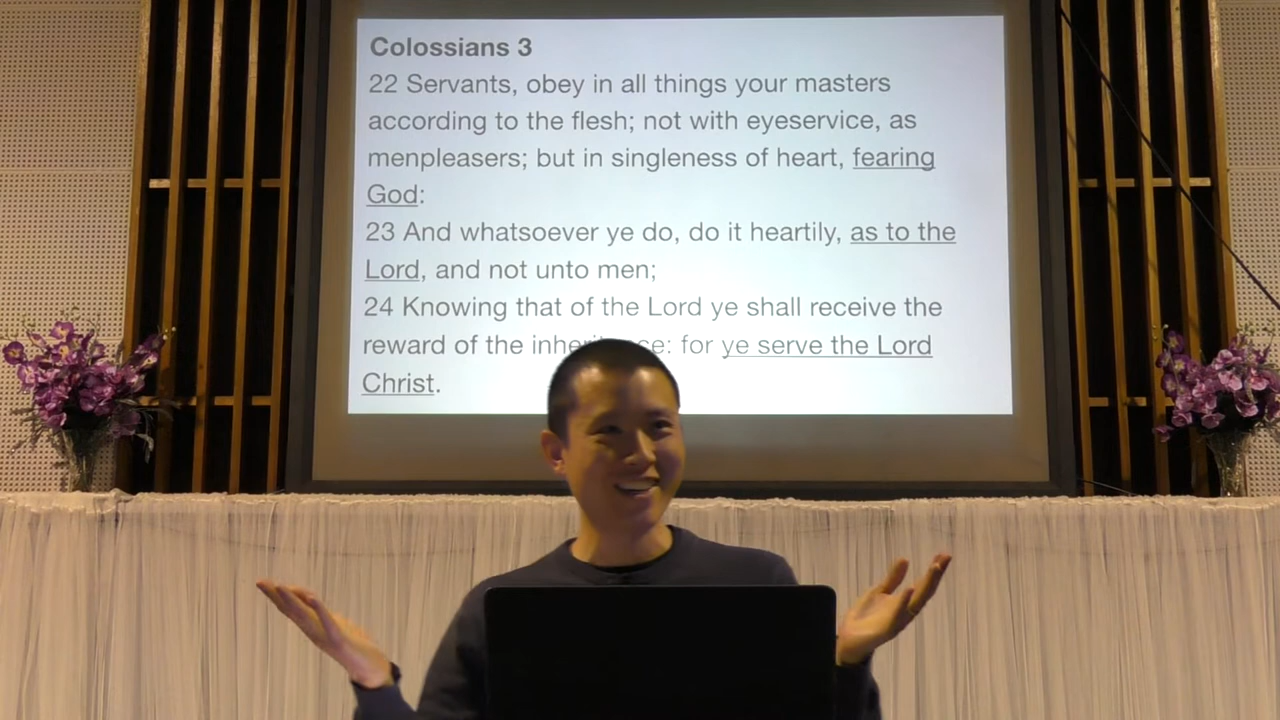 Colossians 3
22 Servants, obey in all things your masters
according to the flesh; not with eyeservice, as
menpleasers; but in singleness of heart, fearing
God:
23 And whatsoever ye do, do it heartily, as to the
Lord, and not unto men;
24 Knowing that of the Lord ye shall receive the
reward of the : for ye serve the Lord
Christ.